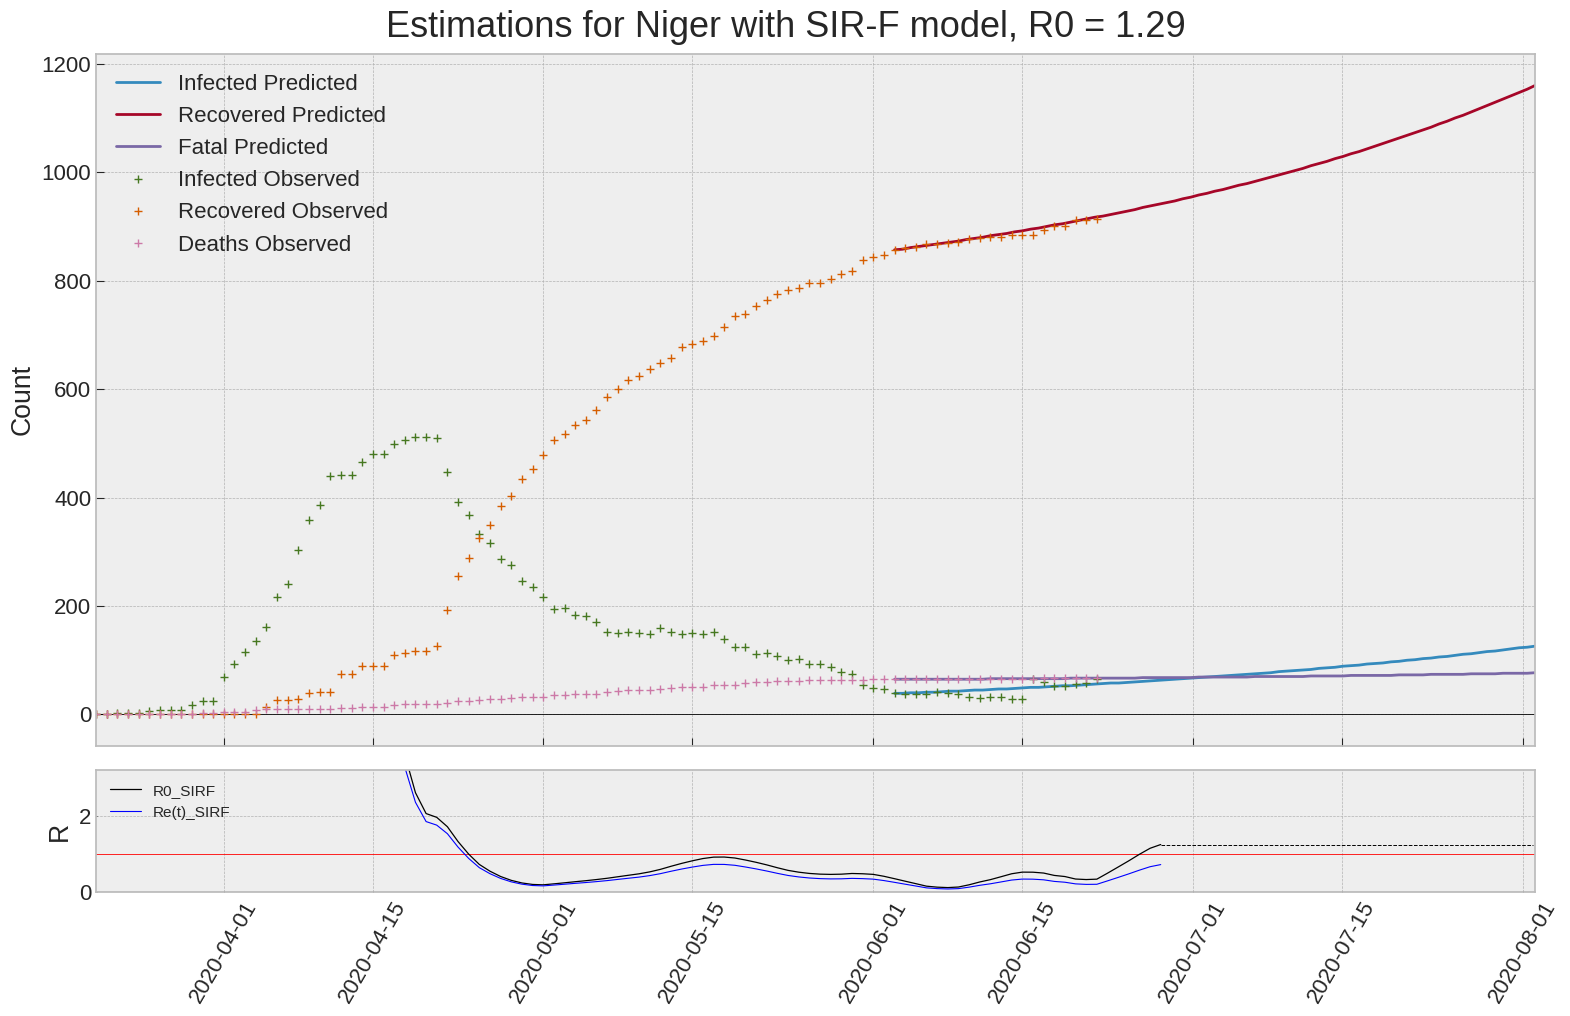 Estimations for Niger with SIR-F model, R0 = 1.29
1200
1000
800
600
400
200
0
Count
Infected Predicted
Recovered Predicted
Fatal Predicted
Infected Observed
Recovered Observed
Deaths Observed
R0_SIRF
Re(t)_SIRF
2
0
R
2020-04-01
2020-04-15
2020-05-01
2020-05-15
2020-06-01
2020-06-15
2020-07-01
2020-07-15
2020-08-01